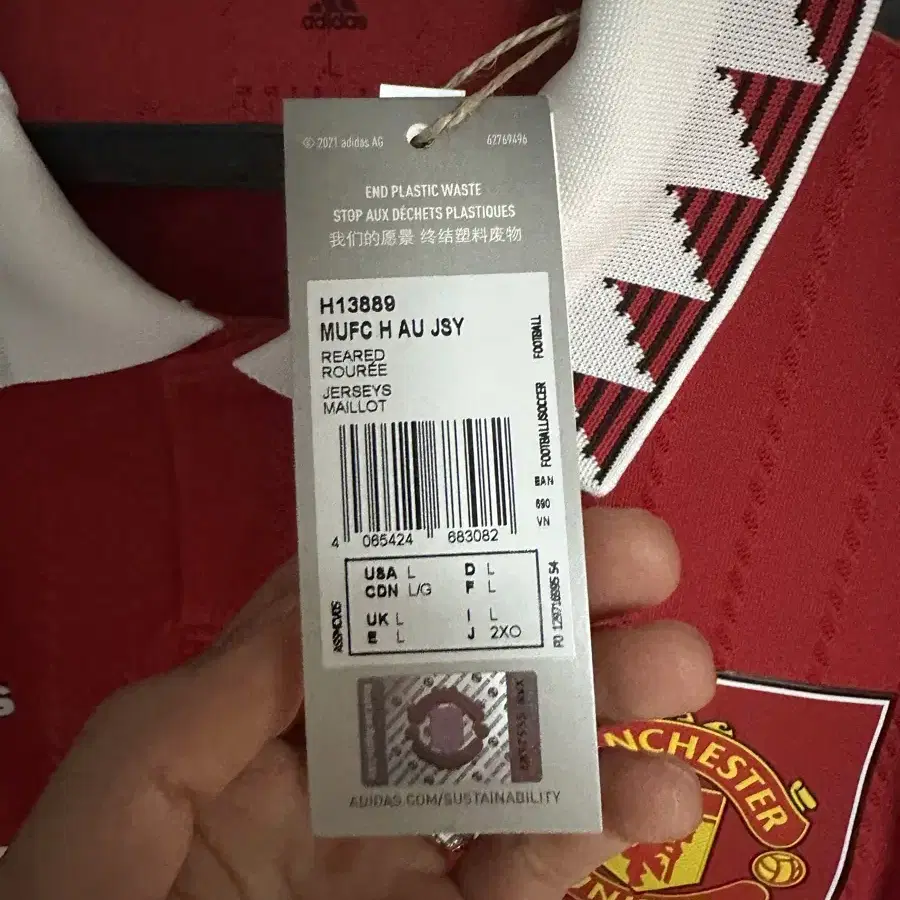 adidas
© 2021 adidas AG 62769496
END PLASTIC WASTE
STOP AUX DÉCHETS PLASTIQUES
我们的愿景 终结塑料废物
H13889
MUFC H AU JSY
REARED
ROURÉE
JERSEYS
MAILLOT
FOOTBALL/SOCCER FOOTBALL
EAN
690
VN
4 065424 683082
USA L D L
CDN L/G F L
UK L I L
E L J 2XO
ADIDAS.COM/SUSTAINABILITY
NCHESTER